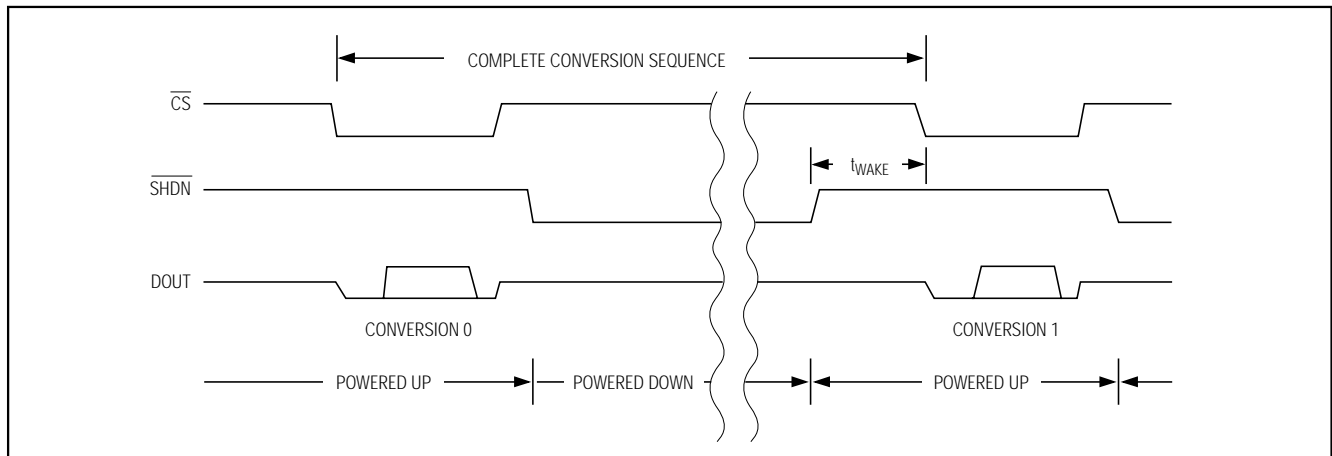 COMPLETE CONVERSION SEQUENCE
CS
tWAKE
SHDN
DOUT
CONVERSION 0
CONVERSION 1
POWERED UP
POWERED DOWN
POWERED UP